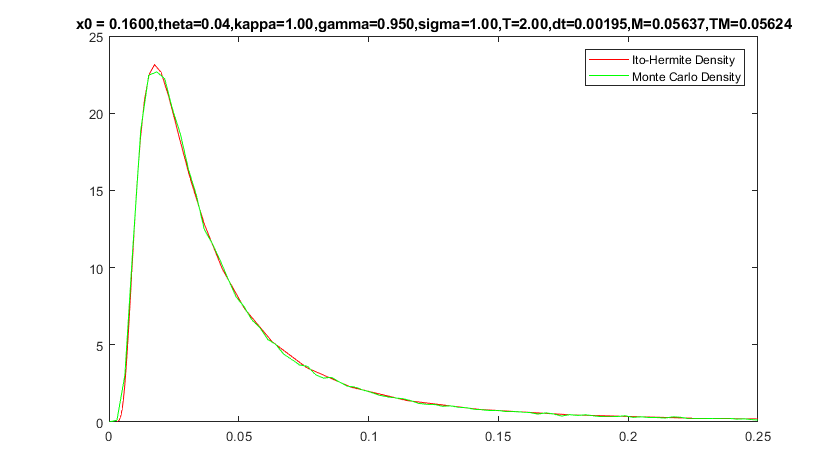 x0 = 0.1600,theta=0.04,kappa=1.00,gamma=0.950,sigma=1.00,T=2.00,dt=0.00195,M=0.05637,TM=0.05624
25
Ito-Hermite Density
Monte Carlo Density
20
15
10
5
0
0 0.05 0.1 0.15 0.2 0.25